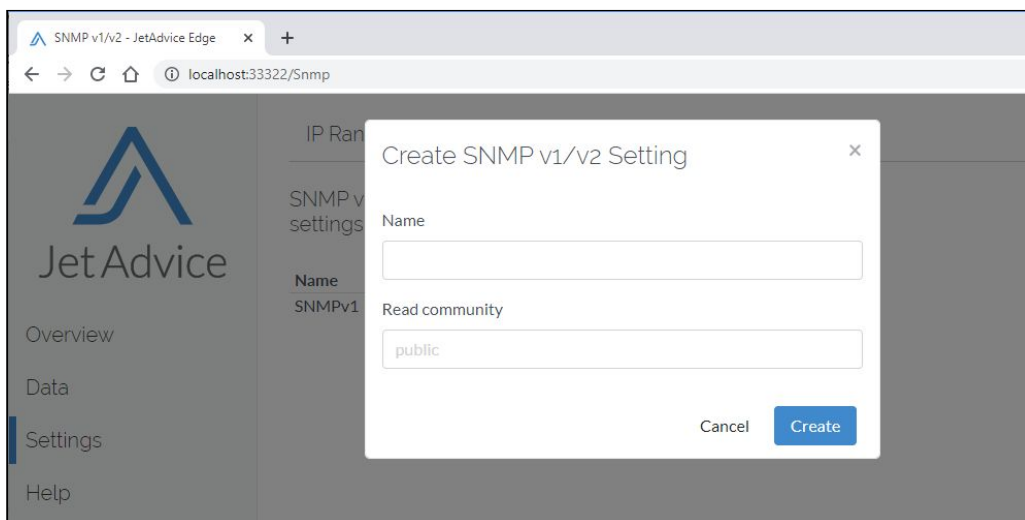 SNMP v1/v2 - JetAdvice Edge
localhost:33322/Snmp
JetAdvice
Overview
Data
Settings
Help
IP Ran
SNMP v
settings
Name
SNMPv1
Create SNMP v1/v2 Setting
Name
Read community
public
Cancel
Create